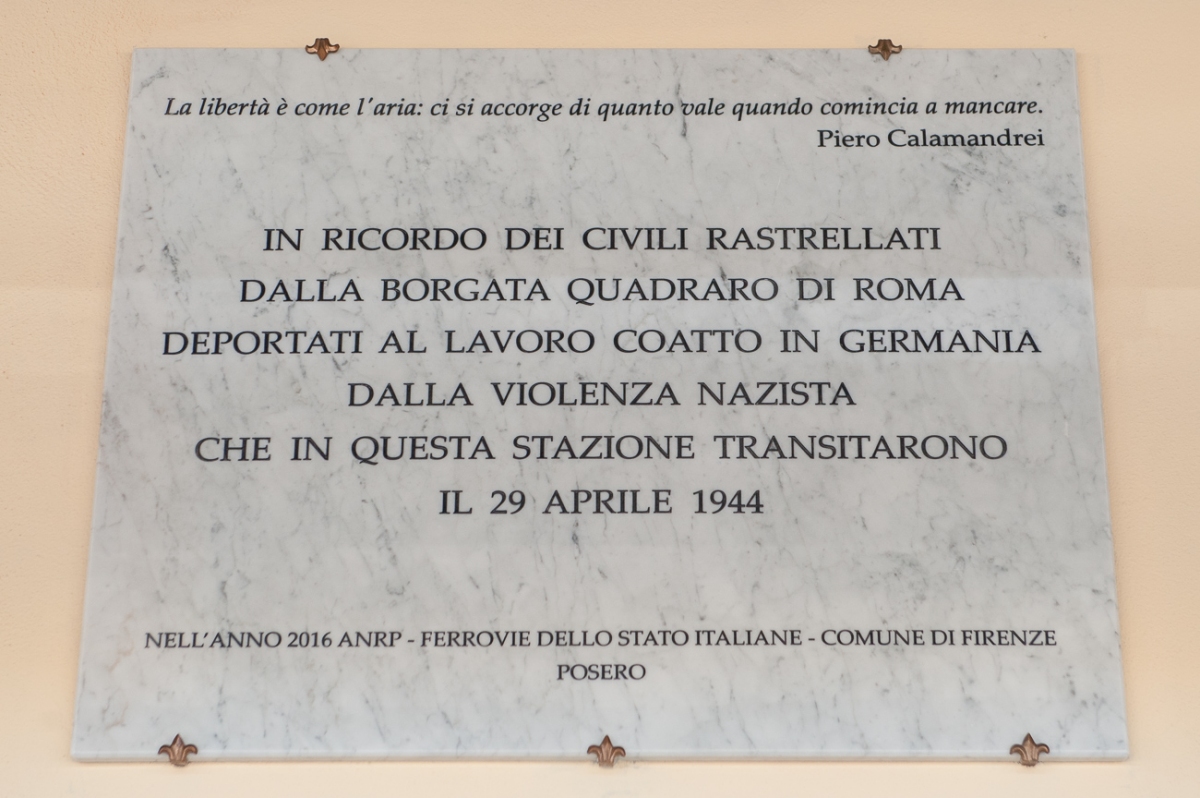 La libertà è come l'aria: ci si accorge di quanto vale quando comincia a mancare.
Piero Calamandrei
IN RICORDO DEI CIVILI RASTRELLATI
DALLA BORGATA QUADRARO DI ROMA
DEPORTATI AL LAVORO COATTO IN GERMANIA
DALLA VIOLENZA NAZISTA
CHE IN QUESTA STAZIONE TRANSITARONO
IL 29 APRILE 1944
NELL'ANNO 2016 ANRP - FERROVIE DELLO STATO ITALIANE - COMUNE DI FIRENZE
POSERO